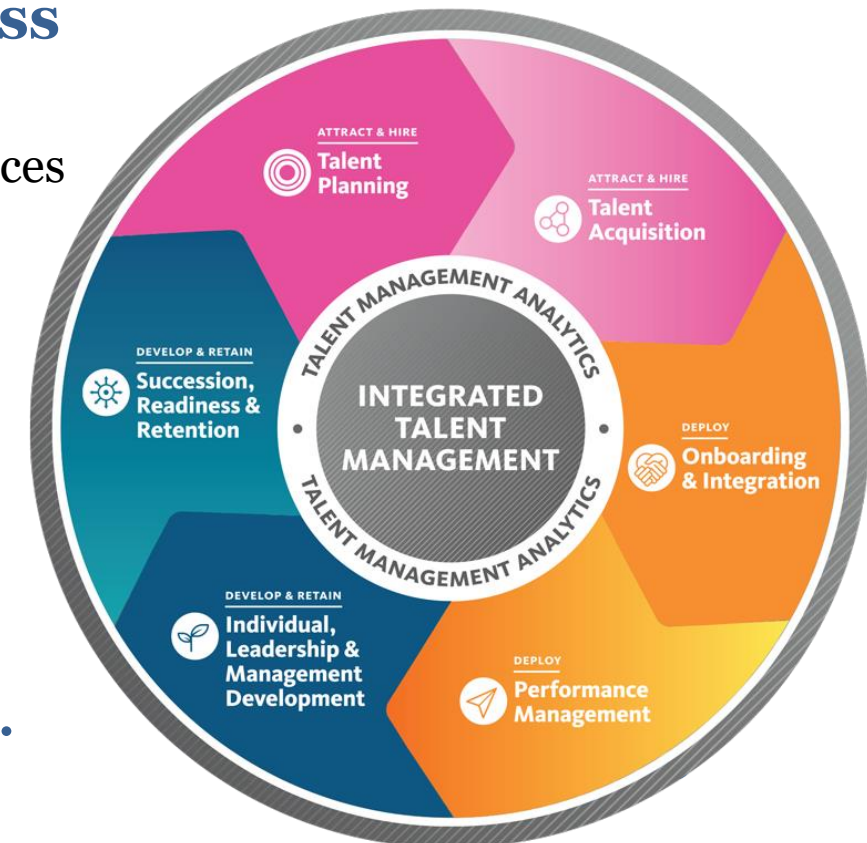 ss
ces
.
ATTRACT & HIRE
Talent
Planning
ATTRACT & HIRE
Talent
Acquisition
DEPLOY
Onboarding
& Integration
DEPLOY
Performance
Management
DEVELOP & RETAIN
Individual,
Leadership &
Management
Development
DEVELOP & RETAIN
Succession,
Readiness &
Retention
TALENT MANAGEMENT ANALYTICS
INTEGRATED
TALENT
MANAGEMENT
TALENT MANAGEMENT ANALYTICS